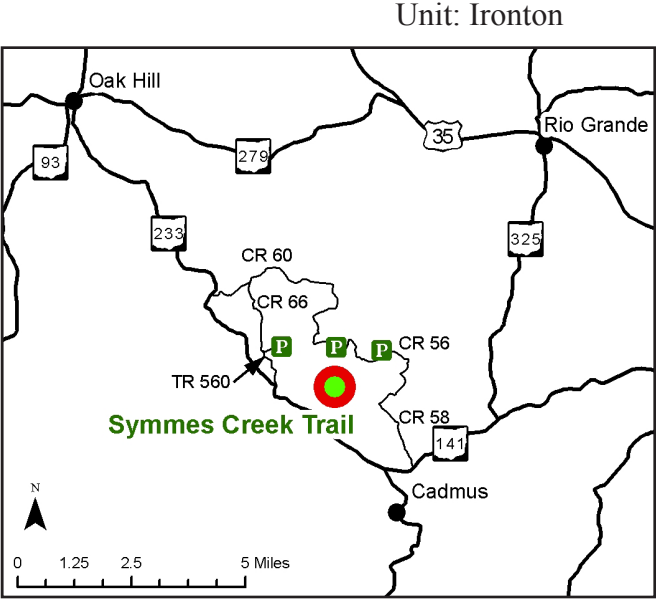 Unit: Ironton
Oak Hill
Rio Grande
35
93
279
233
325
CR 60
CR 66
P
P
P
CR 56
TR 560
CR 58
Symmes Creek Trail
141
Cadmus
N
0 1.25 2.5 5 Miles